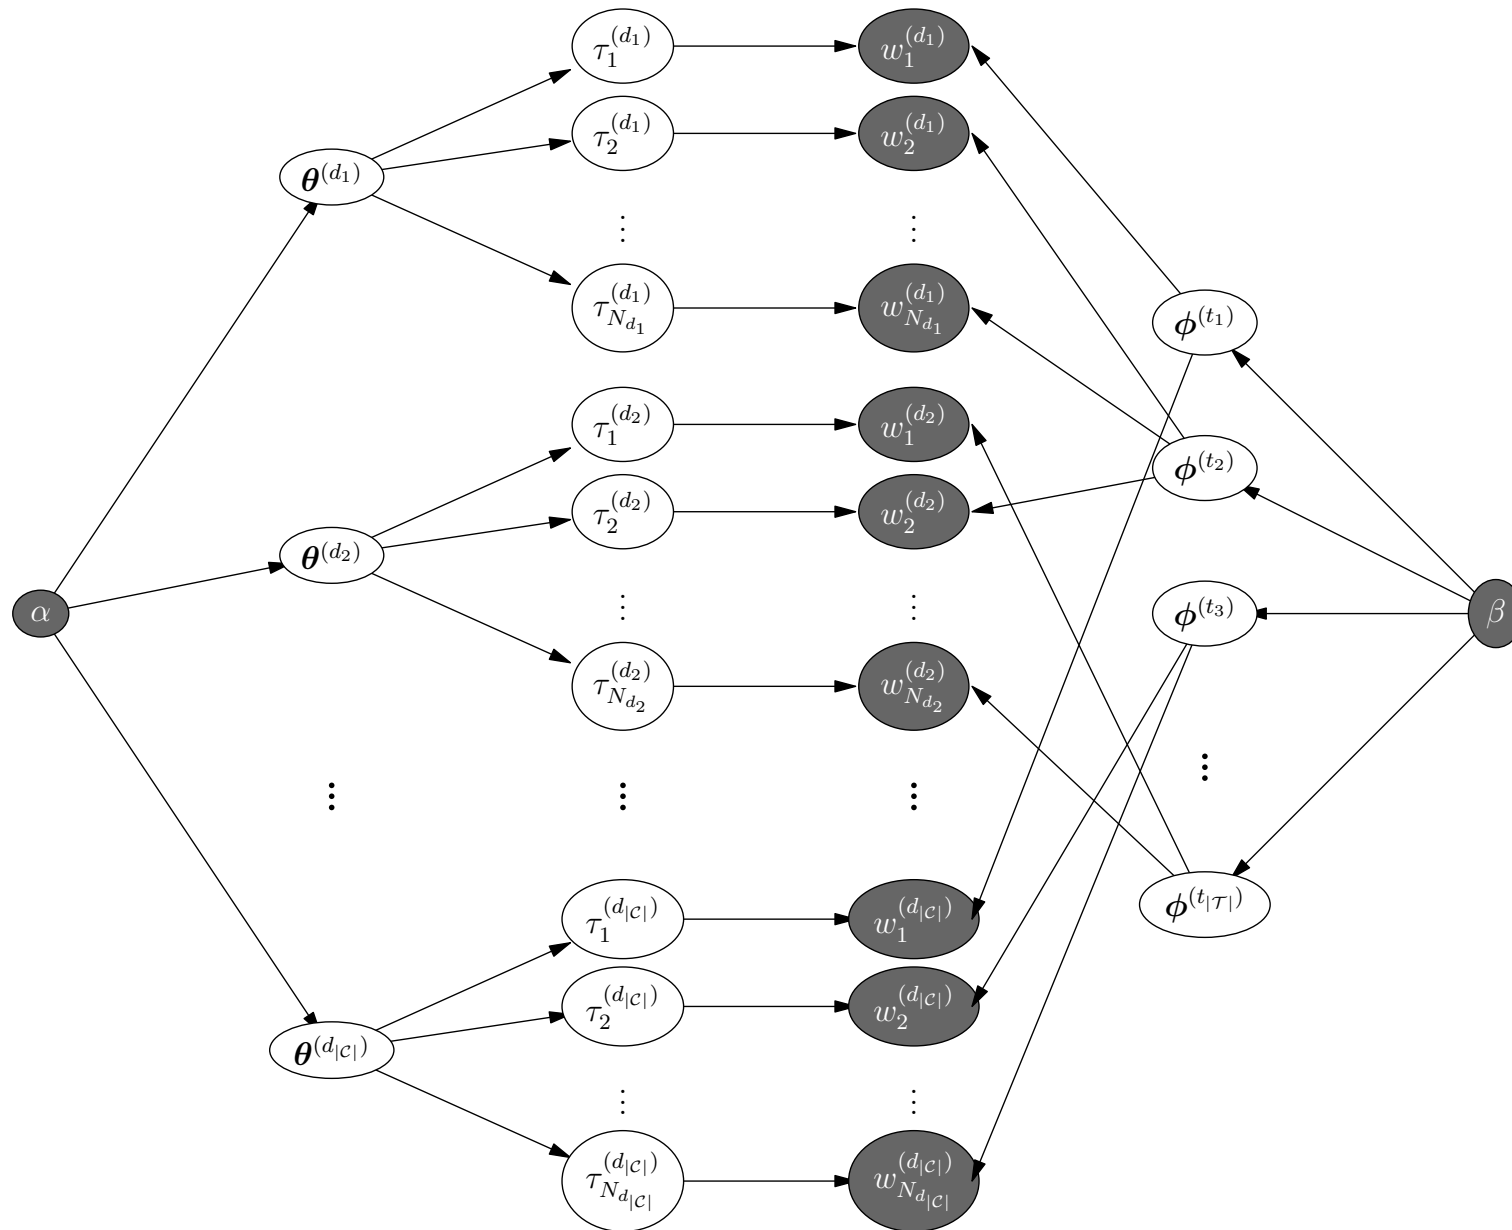 τ_1^{(d_1)}
w_1^{(d_1)}
τ_2^{(d_1)}
w_2^{(d_1)}
θ^{(d_1)}
⋮ ⋮
τ_{N_{d_1}}^{(d_1)}
w_{N_{d_1}}^{(d_1)}
ϕ^{(t_1)}
τ_1^{(d_2)}
w_1^{(d_2)}
ϕ^{(t_2)}
τ_2^{(d_2)}
w_2^{(d_2)}
θ^{(d_2)}
⋮ ⋮
α
ϕ^{(t_3)}
β
τ_{N_{d_2}}^{(d_2)}
w_{N_{d_2}}^{(d_2)}
⋮ ⋮ ⋮ ⋮
ϕ^{(t_{|𝒯|})}
τ_1^{(d_{|𝒞|})}
w_1^{(d_{|𝒞|})}
τ_2^{(d_{|𝒞|})}
w_2^{(d_{|𝒞|})}
θ^{(d_{|𝒞|})}
⋮ ⋮
τ_{N_{d_{|𝒞|}}}^{(d_{|𝒞|})}
w_{N_{d_{|𝒞|}}}^{(d_{|𝒞|})}